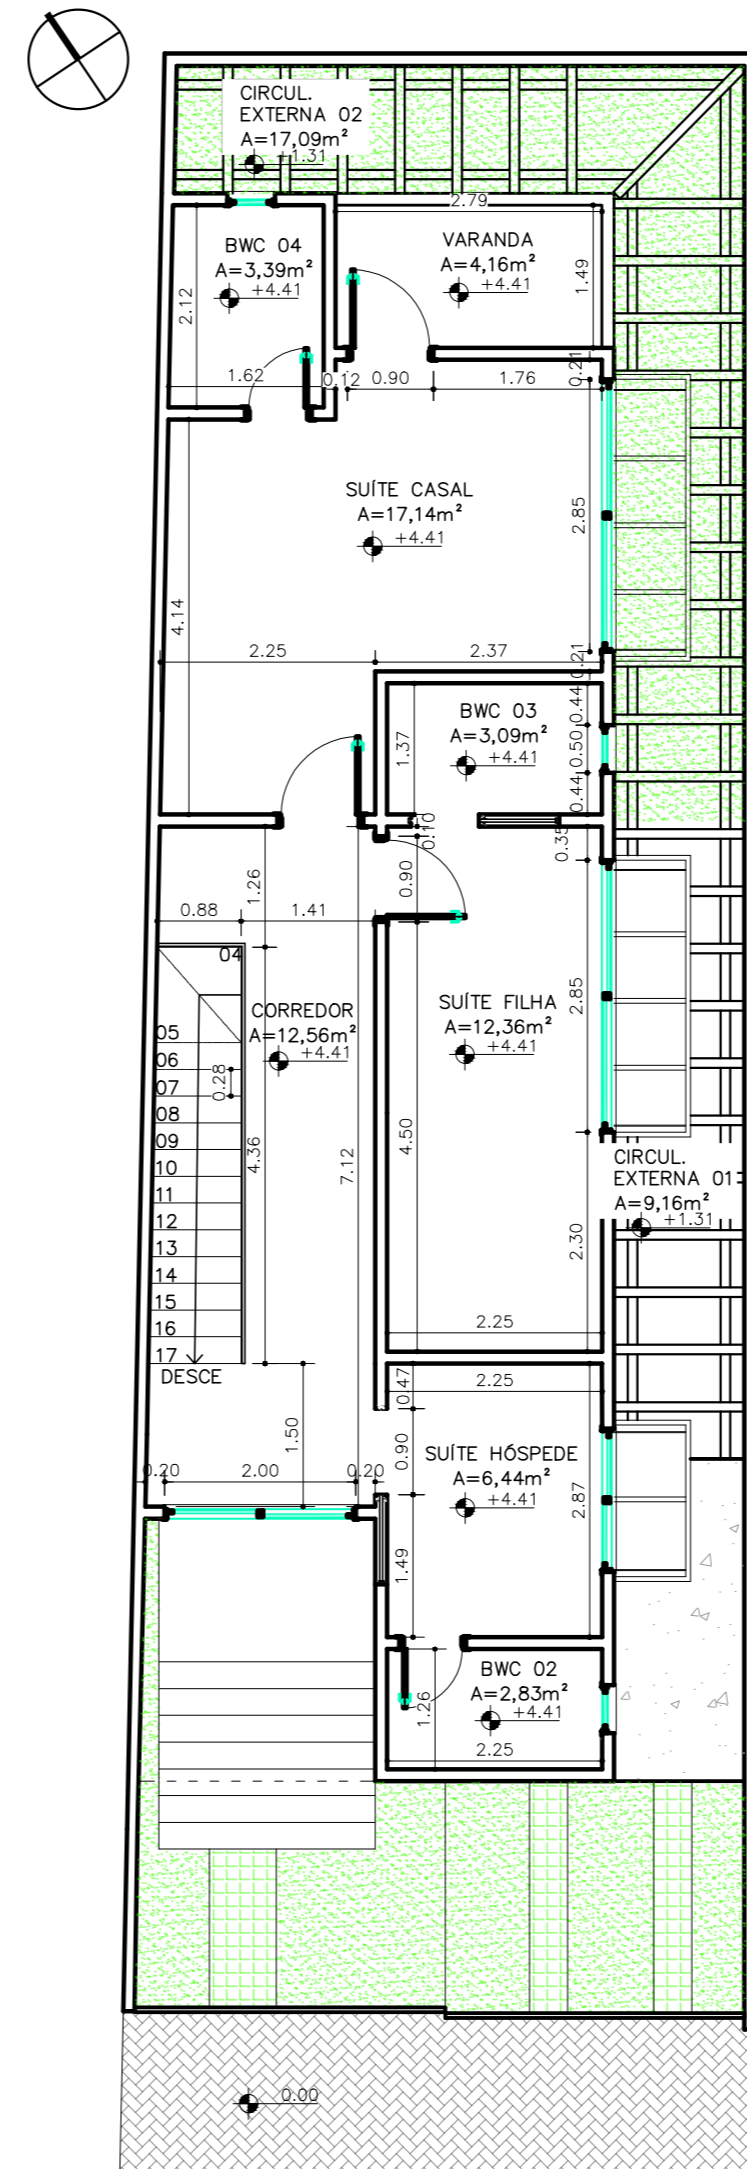 CIRCUL.
EXTERNA 02
A=17,09m²
+1.31
2.79
BWC 04
A=3,39m²
+4.41
VARANDA
A=4,16m²
+4.41
1.49
2.12
0.21
1.62
0.12
0.90
1.76
SUÍTE CASAL
A=17,14m²
+4.41
2.85
4.14
2.25
2.37
0.21
0.44
BWC 03
A=3,09m²
+4.41
1.37
0.50
0.44
0.10
0.35
0.90
1.26
0.88
1.41
04
CORREDOR
A=12,56m²
+4.41
SUÍTE FILHA
A=12,36m²
+4.41
2.85
05
06
07
0.28
08
09
10
11
12
13
14
15
16
17
DESCE
4.36
7.12
4.50
CIRCUL.
EXTERNA 01
A=9,16m²
+1.31
2.30
2.25
2.25
0.47
1.50
0.90
0.20
2.00
0.20
SUÍTE HÓSPEDE
A=6,44m²
+4.41
2.87
1.49
BWC 02
A=2,83m²
+4.41
1.26
2.25
0.00